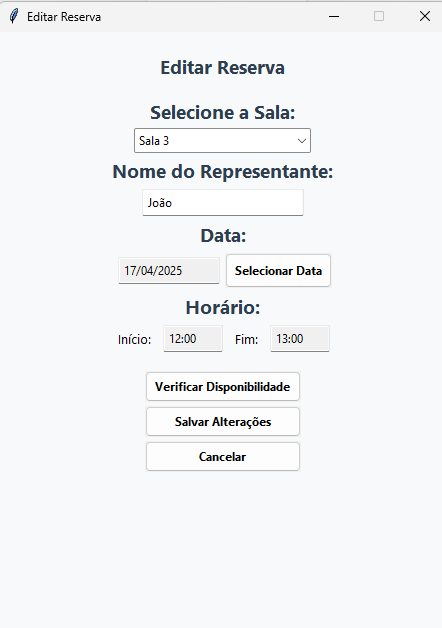 Editar Reserva
Editar Reserva
Selecione a Sala:
Sala 3
Nome do Representante:
João
Data:
17/04/2025 Selecionar Data
Horário:
Início: 12:00 Fim: 13:00
Verificar Disponibilidade
Salvar Alterações
Cancelar